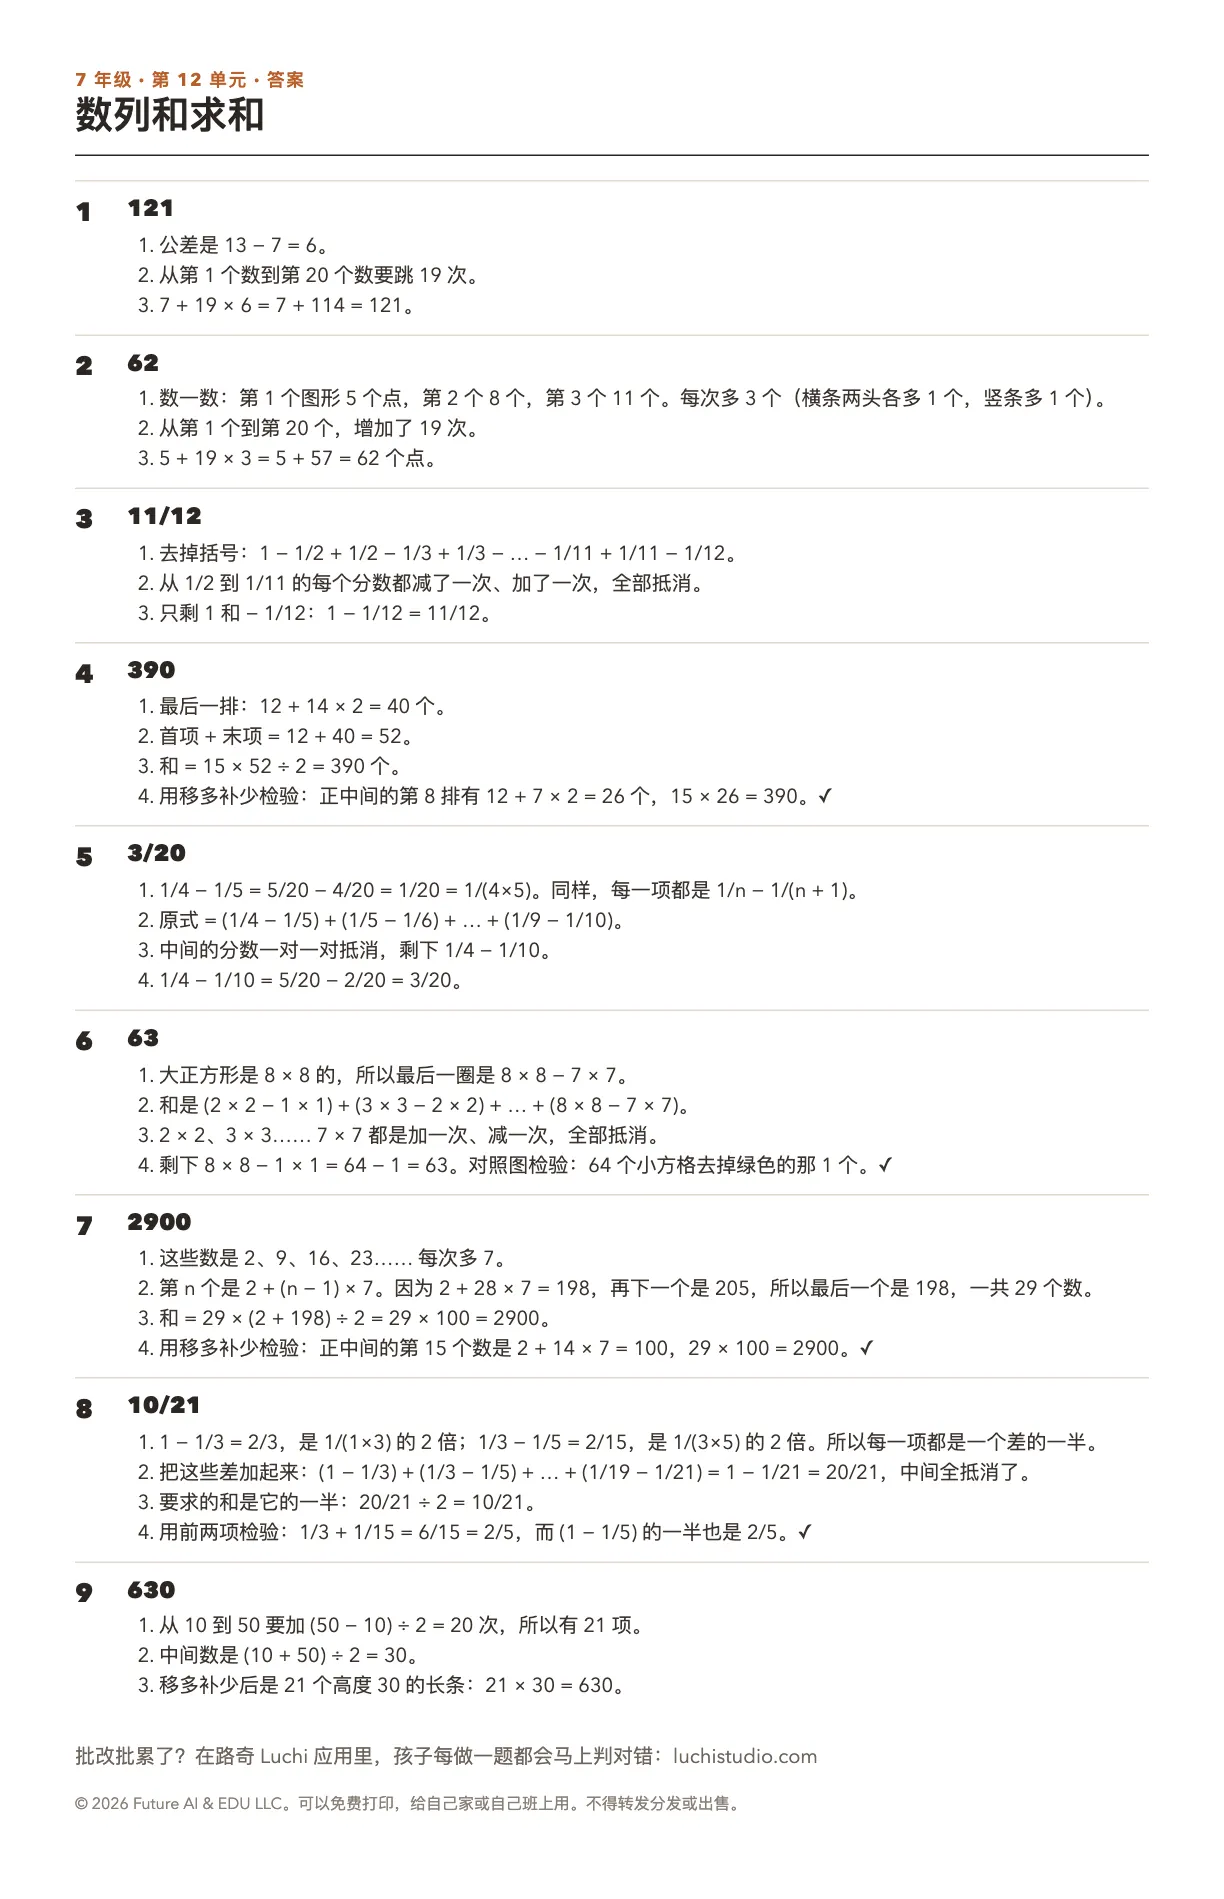 7 年级 · 第 12 单元 · 答案
数列和求和
1 121
1. 公差是 13 − 7 = 6。
2. 从第 1 个数到第 20 个数要跳 19 次。
3. 7 + 19 × 6 = 7 + 114 = 121。
2 62
1. 数一数：第 1 个图形 5 个点，第 2 个 8 个，第 3 个 11 个。每次多 3 个（横条两头各多 1 个，竖条多 1 个）。
2. 从第 1 个到第 20 个，增加了 19 次。
3. 5 + 19 × 3 = 5 + 57 = 62 个点。
3 11/12
1. 去掉括号：1 − 1/2 + 1/2 − 1/3 + 1/3 − … − 1/11 + 1/11 − 1/12。
2. 从 1/2 到 1/11 的每个分数都减了一次、加了一次，全部抵消。
3. 只剩 1 和 − 1/12：1 − 1/12 = 11/12。
4 390
1. 最后一排：12 + 14 × 2 = 40 个。
2. 首项 + 末项 = 12 + 40 = 52。
3. 和 = 15 × 52 ÷ 2 = 390 个。
4. 用移多补少检验：正中间的第 8 排有 12 + 7 × 2 = 26 个，15 × 26 = 390。✓
5 3/20
1. 1/4 − 1/5 = 5/20 − 4/20 = 1/20 = 1/(4×5)。同样，每一项都是 1/n − 1/(n + 1)。
2. 原式 = (1/4 − 1/5) + (1/5 − 1/6) + … + (1/9 − 1/10)。
3. 中间的分数一对一对抵消，剩下 1/4 − 1/10。
4. 1/4 − 1/10 = 5/20 − 2/20 = 3/20。
6 63
1. 大正方形是 8 × 8 的，所以最后一圈是 8 × 8 − 7 × 7。
2. 和是 (2 × 2 − 1 × 1) + (3 × 3 − 2 × 2) + … + (8 × 8 − 7 × 7)。
3. 2 × 2、3 × 3…… 7 × 7 都是加一次、减一次，全部抵消。
4. 剩下 8 × 8 − 1 × 1 = 64 − 1 = 63。对照图检验：64 个小方格去掉绿色的那 1 个。✓
7 2900
1. 这些数是 2、9、16、23…… 每次多 7。
2. 第 n 个是 2 + (n − 1) × 7。因为 2 + 28 × 7 = 198，再下一个是 205，所以最后一个是 198，一共 29 个数。
3. 和 = 29 × (2 + 198) ÷ 2 = 29 × 100 = 2900。
4. 用移多补少检验：正中间的第 15 个数是 2 + 14 × 7 = 100，29 × 100 = 2900。✓
8 10/21
1. 1 − 1/3 = 2/3，是 1/(1×3) 的 2 倍；1/3 − 1/5 = 2/15，是 1/(3×5) 的 2 倍。所以每一项都是一个差的一半。
2. 把这些差加起来：(1 − 1/3) + (1/3 − 1/5) + … + (1/19 − 1/21) = 1 − 1/21 = 20/21，中间全抵消了。
3. 要求的和是它的一半：20/21 ÷ 2 = 10/21。
4. 用前两项检验：1/3 + 1/15 = 6/15 = 2/5，而 (1 − 1/5) 的一半也是 2/5。✓
9 630
1. 从 10 到 50 要加 (50 − 10) ÷ 2 = 20 次，所以有 21 项。
2. 中间数是 (10 + 50) ÷ 2 = 30。
3. 移多补少后是 21 个高度 30 的长条：21 × 30 = 630。
批改批累了？在路奇 Luchi 应用里，孩子每做一题都会马上判对错：luchistudio.com
© 2026 Future AI & EDU LLC。可以免费打印，给自己家或自己班上用。不得转发分发或出售。